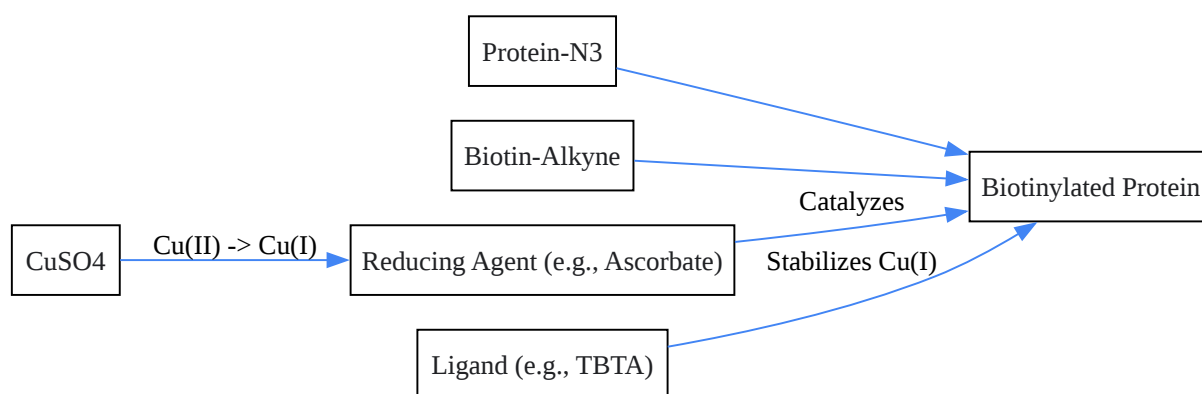 Protein-N3
Biotin-Alkyne
Biotinylated Protein
Catalyzes
CuSO4
Cu(II) -> Cu(I)
Reducing Agent (e.g., Ascorbate)
Stabilizes Cu(I)
Ligand (e.g., TBTA)